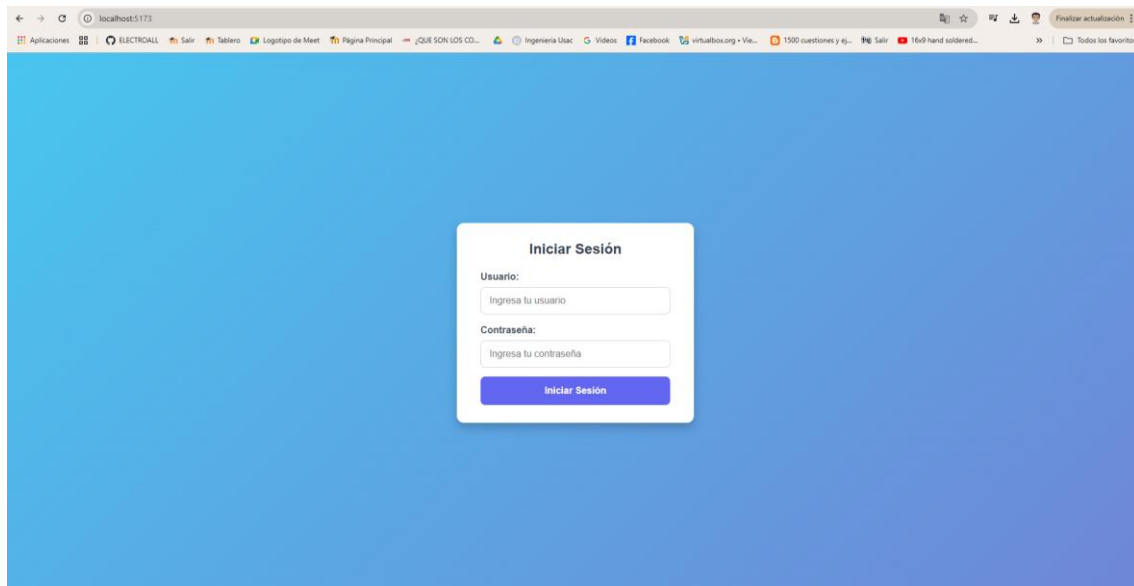 localhost:5173
Finalizar actualización
Aplicaciones ELECTROALL Salir Tablero Logotipo de Meet Página Principal ¿QUE SON LOS CO... Ingenieria Usac Videos Facebook virtualbox.org • Vie... 1500 cuestiones y ej... Salir 16x9 hand soldered... » Todos los favoritos
Iniciar Sesión
Usuario:
Ingresa tu usuario
Contraseña:
Ingresa tu contraseña
Iniciar Sesión